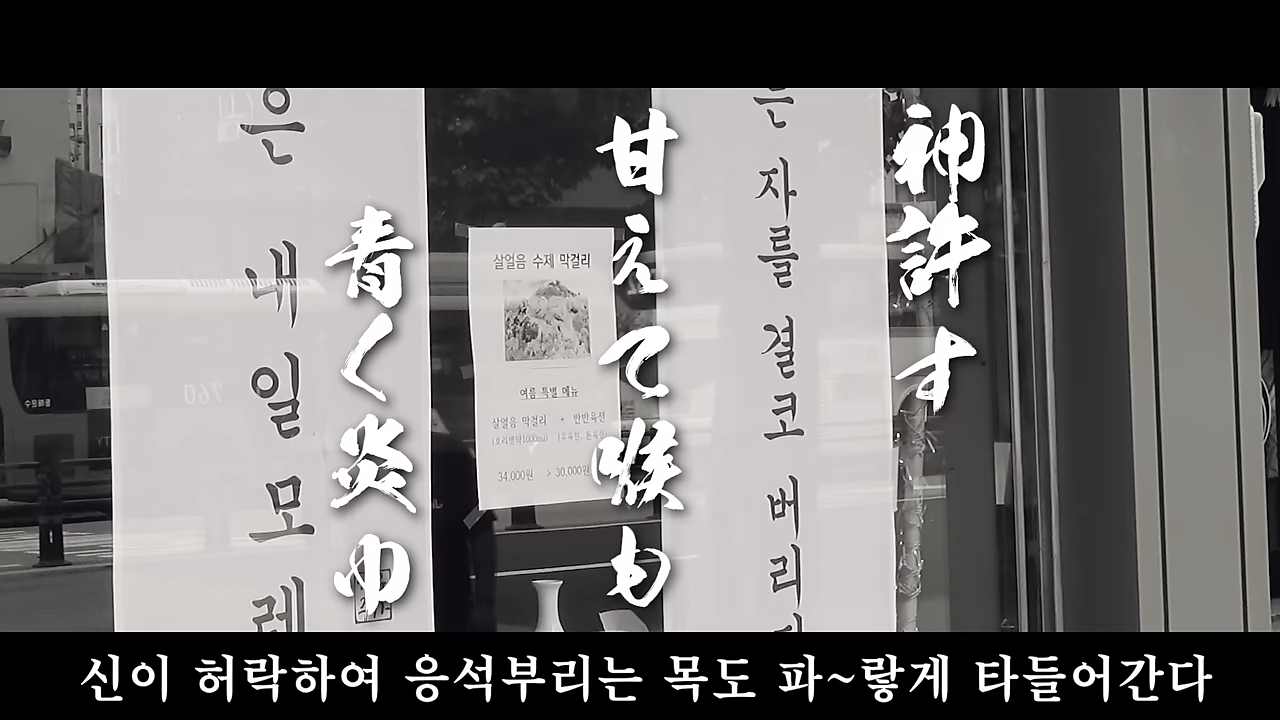 神許す
甘えて喉も
青く炎ゆ
자를 결코 버리
은 내일 모레
살얼음 수제 막걸리
여름 특별 메뉴
살얼음 막걸리 + 반반육전
34,000원 > 30,000원
신이 허락하여 응석부리는 목도 파~랗게 타들어간다